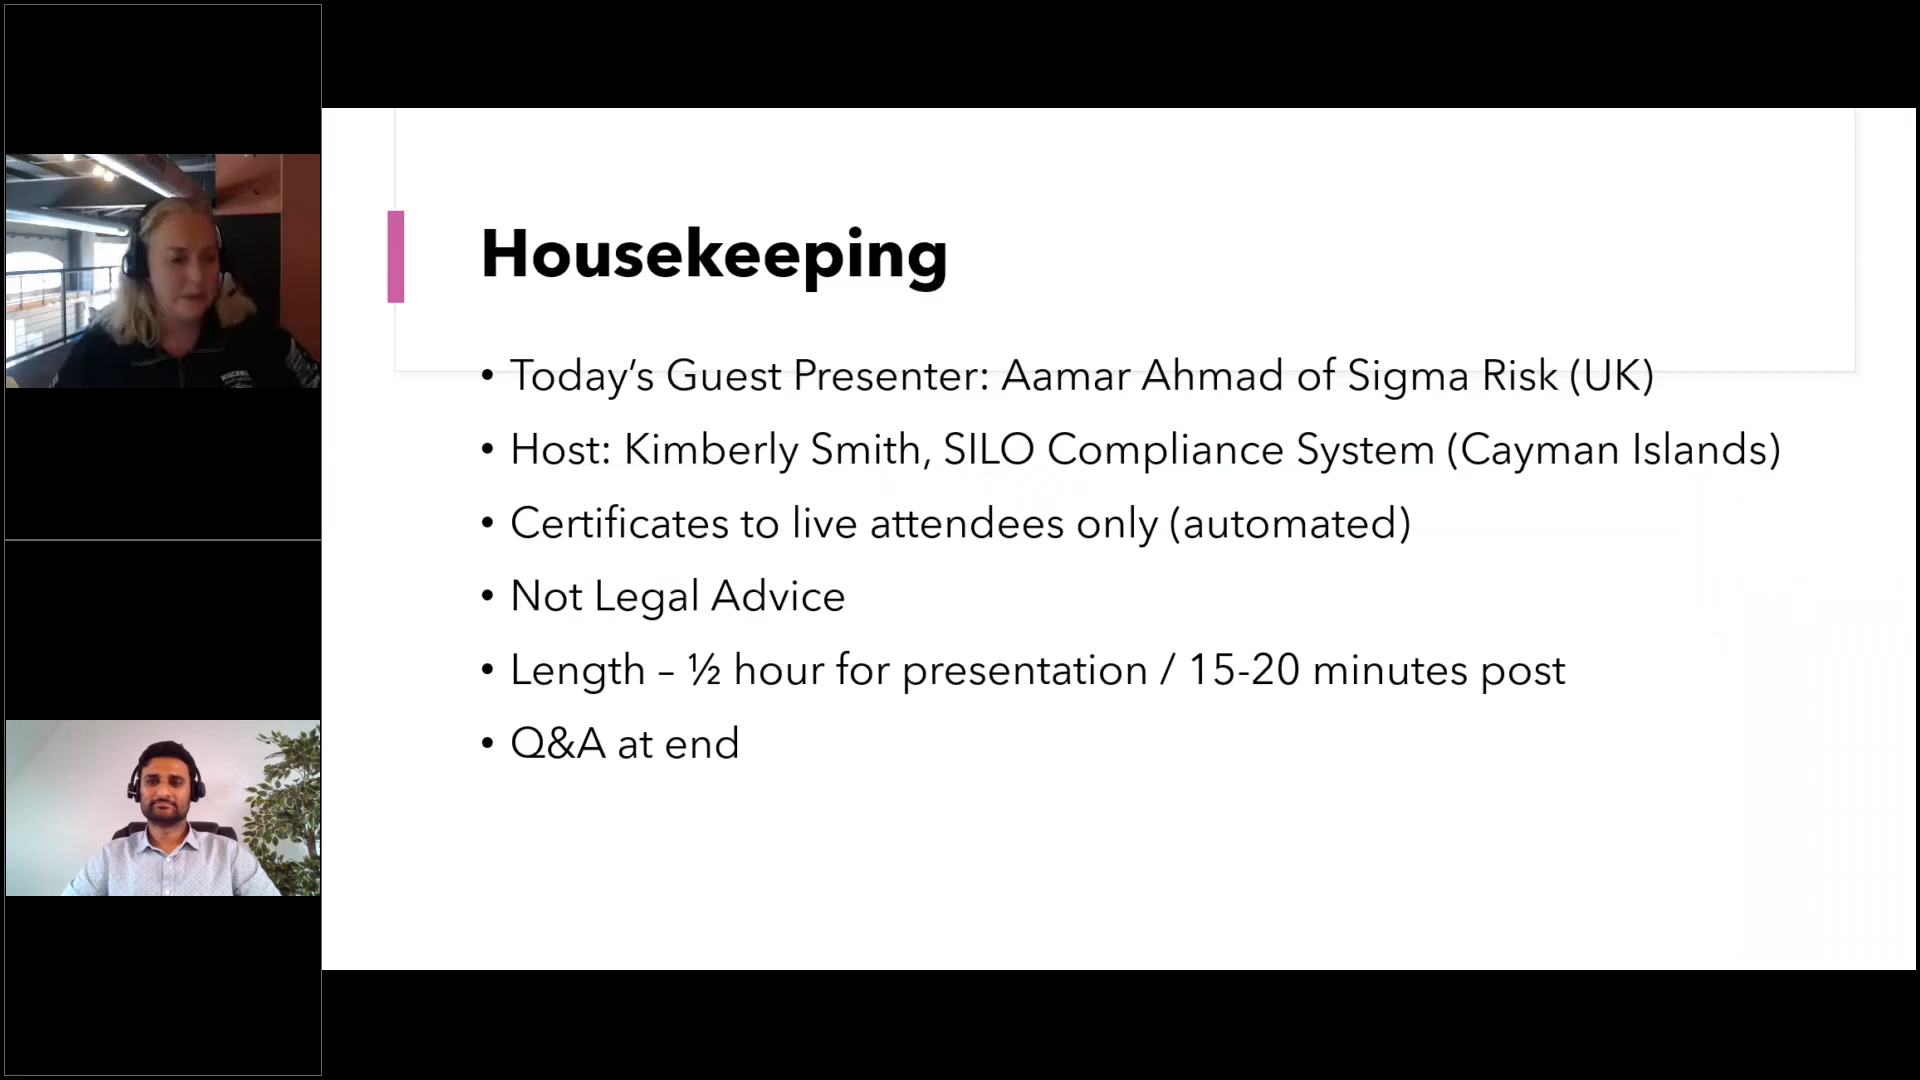 Housekeeping
• Today’s Guest Presenter: Aamar Ahmad of Sigma Risk (UK)
• Host: Kimberly Smith, SILO Compliance System (Cayman Islands)
• Certificates to live attendees only (automated)
• Not Legal Advice
• Length – ½ hour for presentation / 15-20 minutes post
• Q&A at end